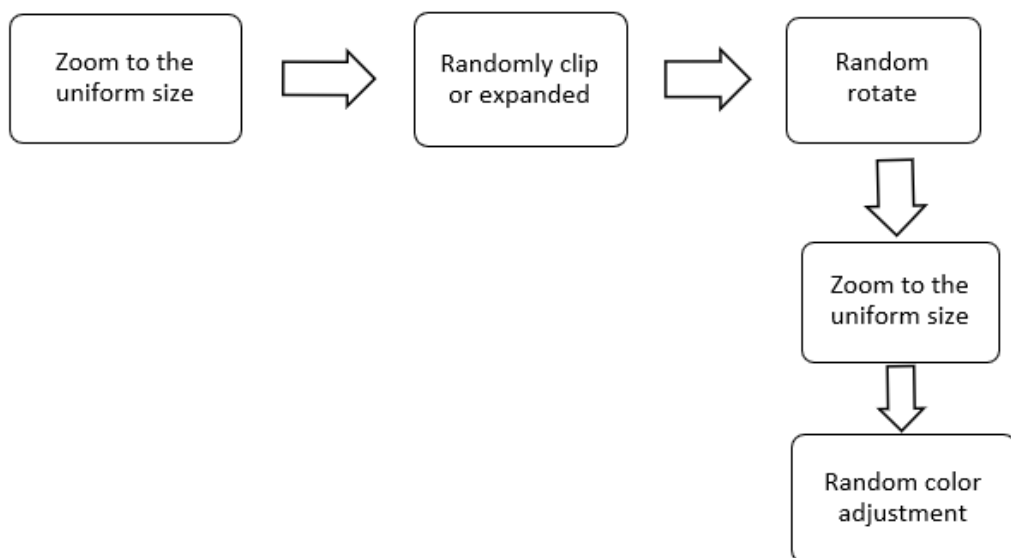 Zoom to the
uniform size
Randomly clip
or expanded
Random
rotate
Zoom to the
uniform size
Random color
adjustment